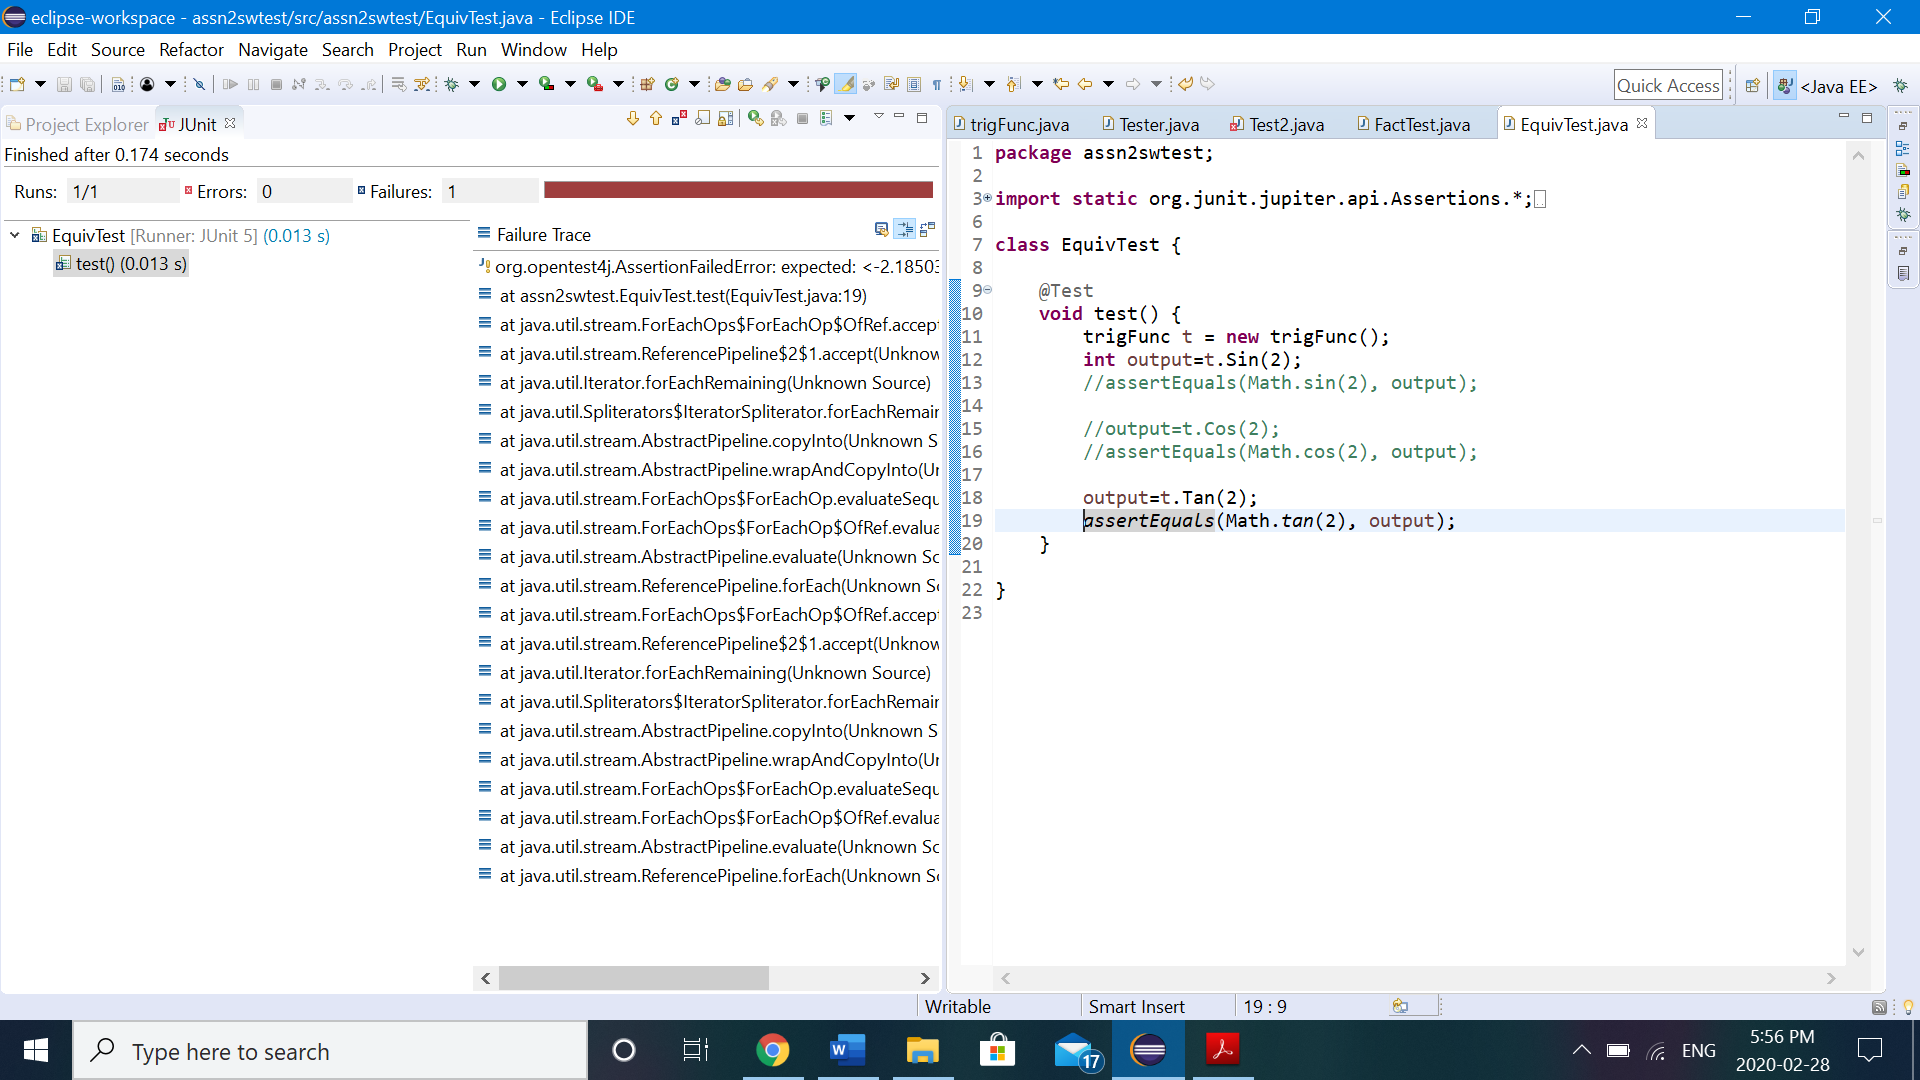 eclipse-workspace - assn2swtest/src/assn2swtest/EquivTest.java - Eclipse IDE
File Edit Source Refactor Navigate Search Project Run Window Help
Quick Access
<Java EE>
Project Explorer JUnit
Finished after 0.174 seconds
Runs: 1/1 Errors: 0 Failures: 1
EquivTest [Runner: JUnit 5] (0.013 s)
test() (0.013 s)
Failure Trace
org.opentest4j.AssertionFailedError: expected: <-2.18503
at assn2swtest.EquivTest.test(EquivTest.java:19)
at java.util.stream.ForEachOps$ForEachOp$OfRef.accept
at java.util.stream.ReferencePipeline$2$1.accept(Unknow
at java.util.Iterator.forEachRemaining(Unknown Source)
at java.util.Spliterators$IteratorSpliterator.forEachRemair
at java.util.stream.AbstractPipeline.copyInto(Unknown S
at java.util.stream.AbstractPipeline.wrapAndCopyInto(Ur
at java.util.stream.ForEachOps$ForEachOp.evaluateSequ
at java.util.stream.ForEachOps$ForEachOp$OfRef.evalua
at java.util.stream.AbstractPipeline.evaluate(Unknown Sc
at java.util.stream.ReferencePipeline.forEach(Unknown So
at java.util.stream.ForEachOps$ForEachOp$OfRef.accept
at java.util.stream.ReferencePipeline$2$1.accept(Unknow
at java.util.Iterator.forEachRemaining(Unknown Source)
at java.util.Spliterators$IteratorSpliterator.forEachRemair
at java.util.stream.AbstractPipeline.copyInto(Unknown S
at java.util.stream.AbstractPipeline.wrapAndCopyInto(Ur
at java.util.stream.ForEachOps$ForEachOp.evaluateSequ
at java.util.stream.ForEachOps$ForEachOp$OfRef.evalua
at java.util.stream.AbstractPipeline.evaluate(Unknown Sc
at java.util.stream.ReferencePipeline.forEach(Unknown So
trigFunc.java Tester.java Test2.java FactTest.java EquivTest.java
1 package assn2swtest;
2
3 import static org.junit.jupiter.api.Assertions.*;
6
7 class EquivTest {
8
9 @Test
10 void test() {
11 trigFunc t = new trigFunc();
12 int output=t.Sin(2);
13 //assertEquals(Math.sin(2), output);
14
15 //output=t.Cos(2);
16 //assertEquals(Math.cos(2), output);
17
18 output=t.Tan(2);
19 assertEquals(Math.tan(2), output);
20 }
21
22 }
23
Writable Smart Insert 19 : 9
Type here to search
17
ENG
5:56 PM
2020-02-28